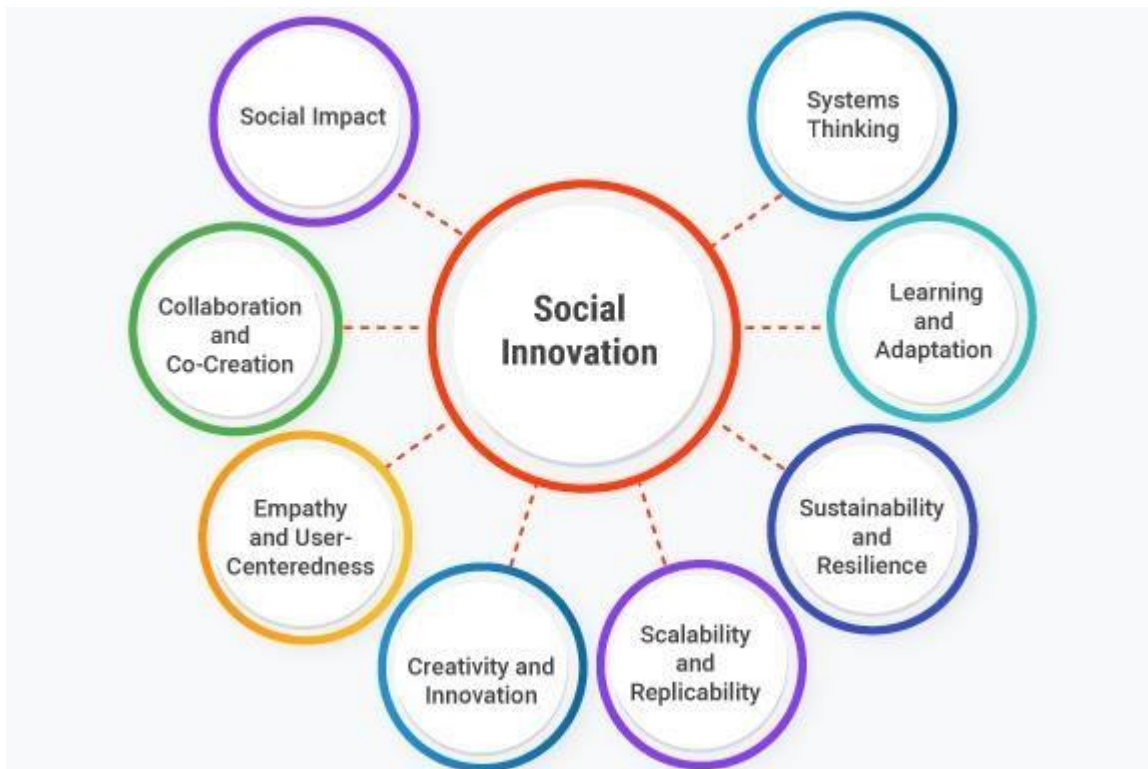 Social Impact
Systems
Thinking
Collaboration
and
Co-Creation
Social
Innovation
Learning
and
Adaptation
Empathy
and User-
Centeredness
Sustainability
and
Resilience
Creativity and
Innovation
Scalability
and
Replicability